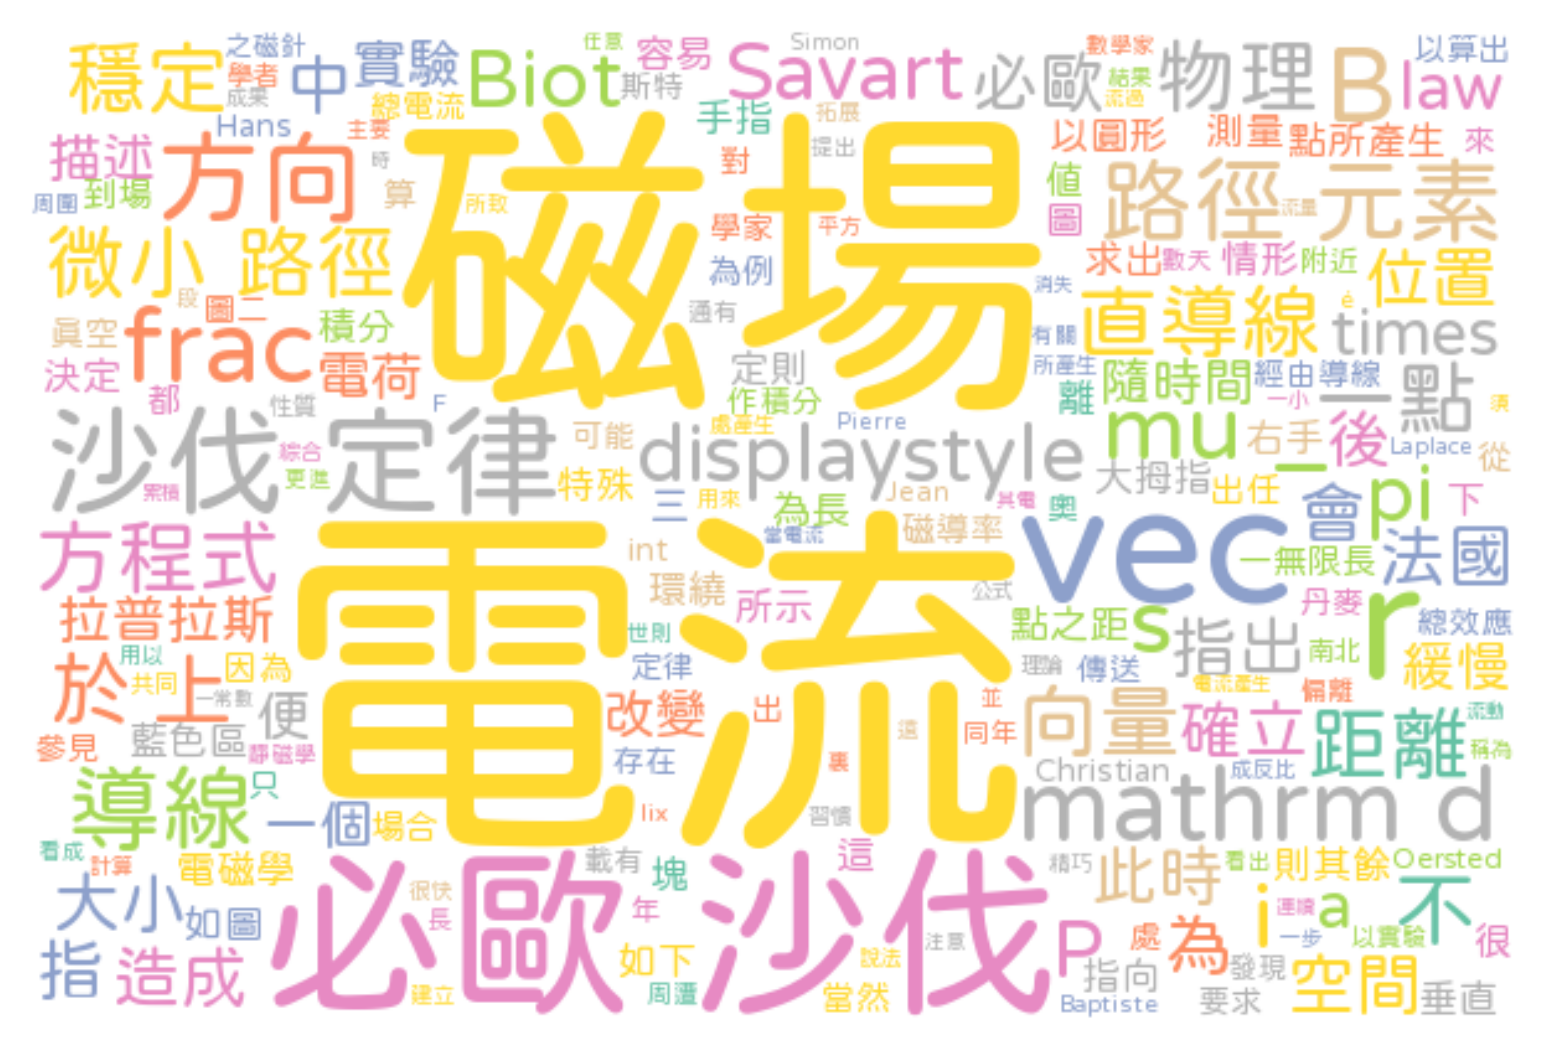 穩定
之磁針
學者
成果
中
實驗
總電流
Biot
任意
斯特
容易
Savart
Simon
必歐
數學家
結果
流過
物理
B
以算出
law
Hans
主要
時
手指
拓展
提出
對
以圓形
測量
點所產生
來
描述
周圍
到場
方向
算
所致
磁場
學家
平方
值
圖
路徑
流量
元素
微小
路徑
為例
求出
數天
情形
附近
位置
段
圖二
消失
é
眞空
frac
積分
通有
有關
直導線
times
決定
都
電荷
性質
F
定則
作積分
所產生
離
隨時間
經由導線
一小
一點
須
沙伐
綜合
更進
累積
定律
可能
特殊
displaystyle
處產生
Pierre
mu
右手
_
後
Laplace
從
三
用來
為長
Jean
其電
奧
大拇指
出任
會
pi
下
方程式
電流
int
當電流
磁導率
公式
vec
一無限長
法國
拉普拉斯
環繞
所示
世則
點之距
s
丹麥
r
總效應
於上
用以
共同
因為
定律
理論
傳送
指出
南北
緩慢
電流產生
偏離
一常數
便
藍色區
參見
靜磁學
改變
出
這
並
同年
向量
確立
距離
流動
稱為
導線
只
存在
裏
Christian
成反比
一個
場合
lix
習慣
mathrm
d
看成
計算
電磁學
必歐
沙伐
載有
塊
這
精巧
此時
看出
則其餘
Oersted
大小
如圖
很快
長
年
i
連續
a
不
一步
以實驗
指
造成
建立
如下
周遭
說法
當然
注意
P
處
為
很
指向
Baptiste
發現
要求
空間
垂直